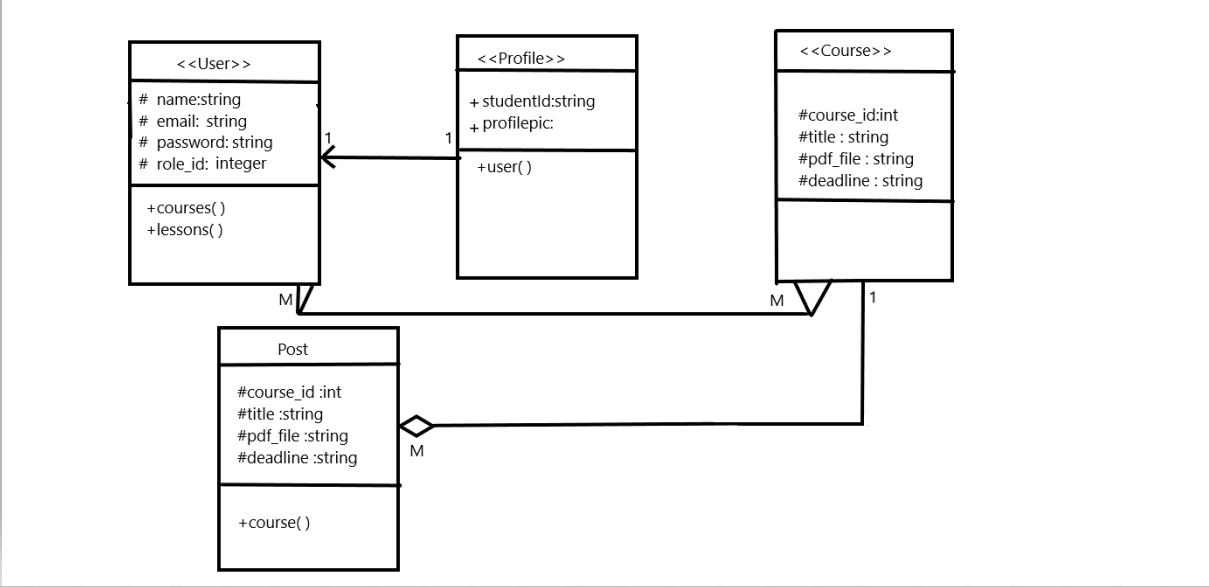 <<User>>
# name:string
# email: string
# password: string
# role_id: integer
+courses( )
+lessons( )
1
1
<<Profile>>
+ studentId:string
+ profilepic:
+user( )
<<Course>>
#course_id:int
#title : string
#pdf_file : string
#deadline : string
M
M
1
Post
#course_id :int
#title :string
#pdf_file :string
#deadline :string
+course( )
M